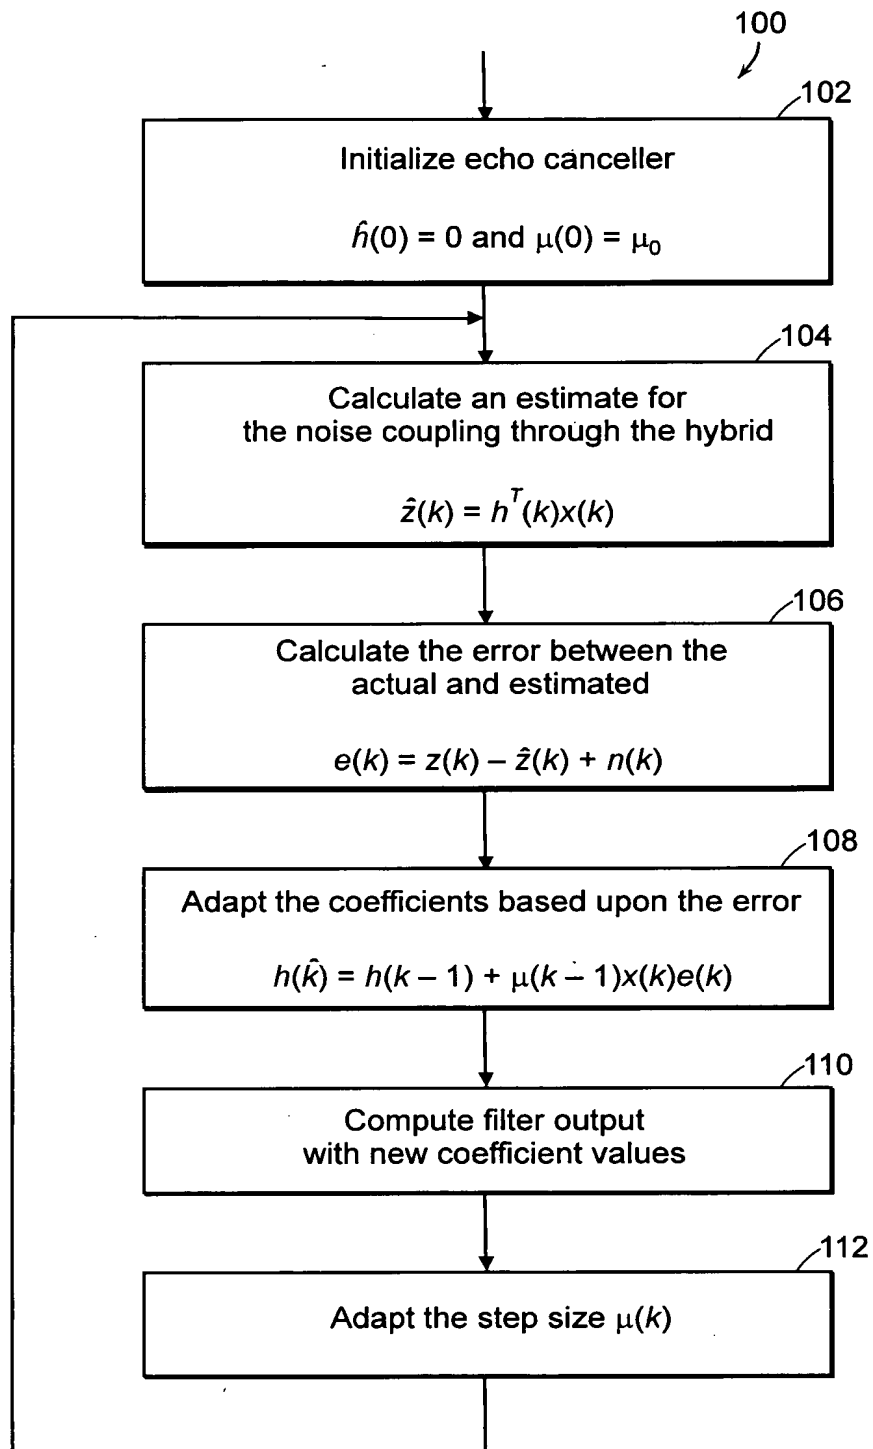 100
102
Initialize echo canceller
ĥ(0) = 0 and μ(0) = μ₀
104
Calculate an estimate for
the noise coupling through the hybrid
ẑ(k) = hᵀ(k)x(k)
106
Calculate the error between the
actual and estimated
e(k) = z(k) – ẑ(k) + n(k)
108
Adapt the coefficients based upon the error
h(k̂) = h(k – 1) + μ(k – 1)x(k)e(k)
110
Compute filter output
with new coefficient values
112
Adapt the step size μ(k)